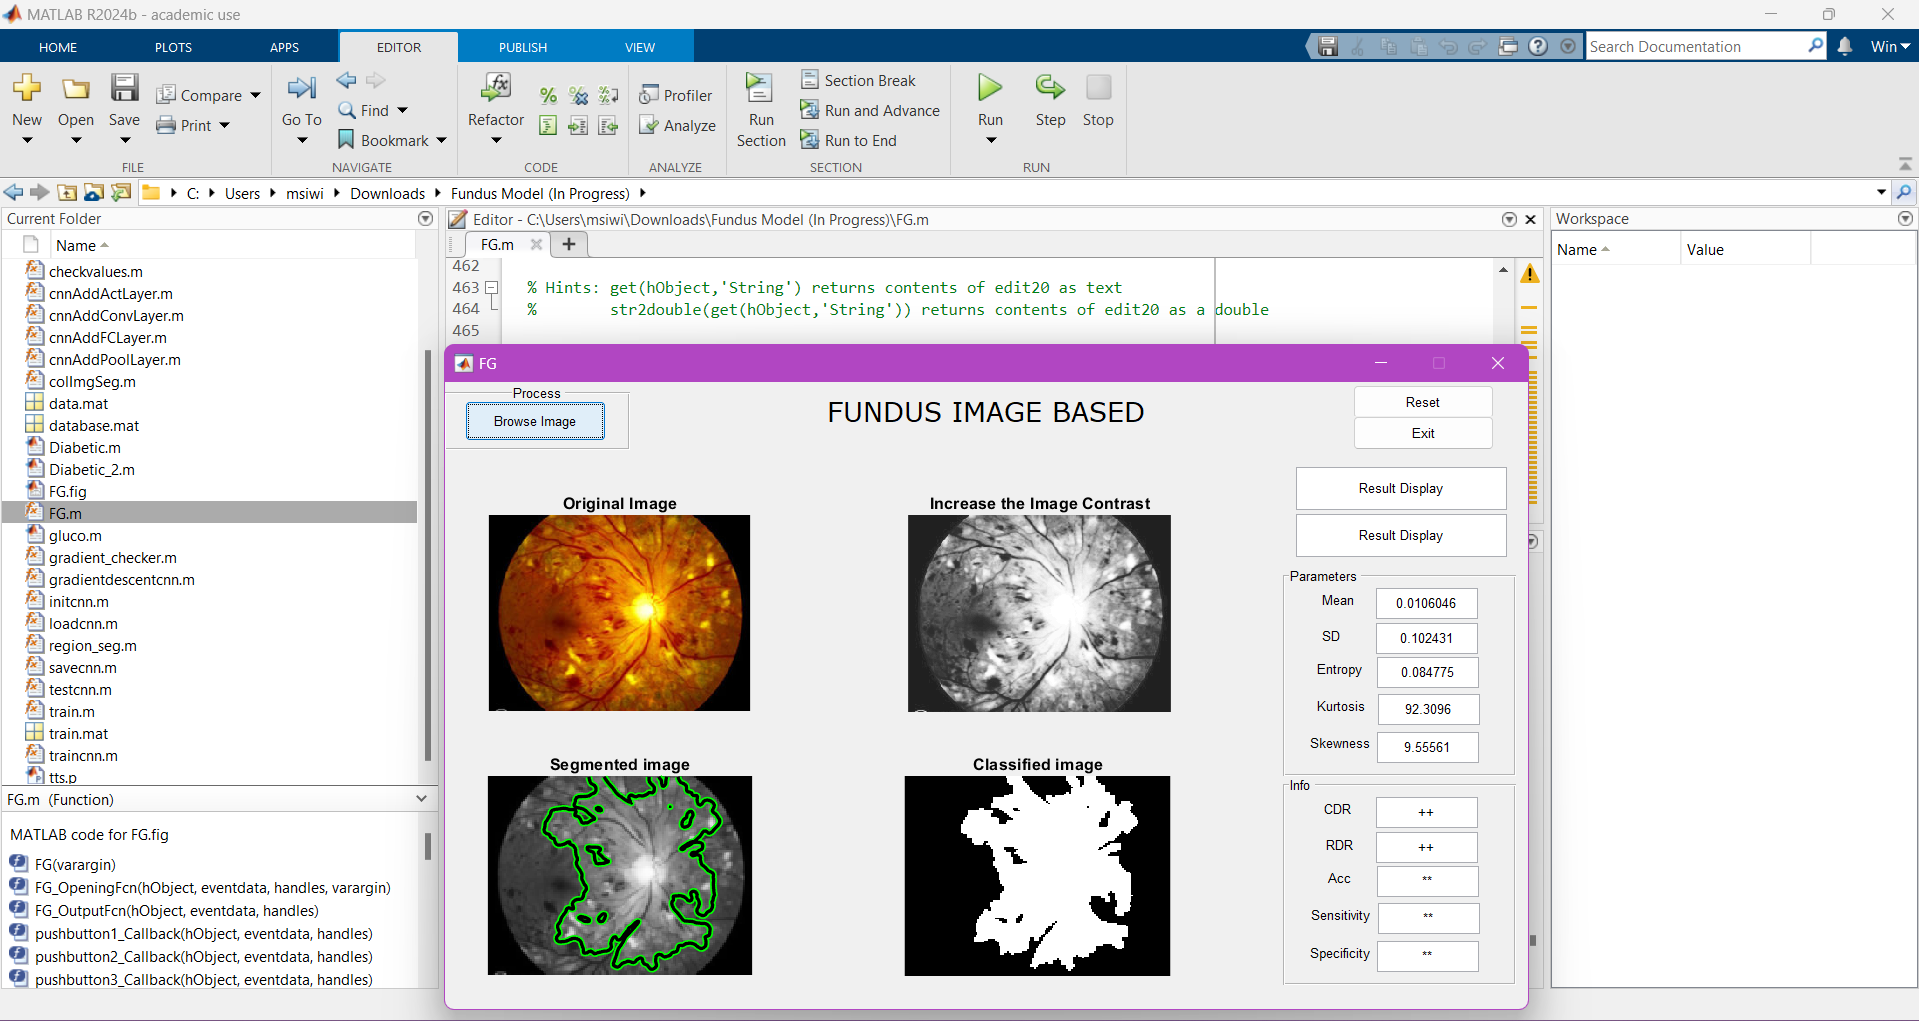 MATLAB R2024b - academic use
HOME PLOTS APPS EDITOR PUBLISH VIEW
Search Documentation
Win
New
Open
Save
Compare
Print
FILE
Go To
Find
Bookmark
NAVIGATE
Refactor
CODE
Profiler
Analyze
ANALYZE
Run
Section
Section Break
Run and Advance
Run to End
SECTION
Run
Step
Stop
RUN
C: Users msiwi Downloads Fundus Model (In Progress)
Current Folder
Name
checkvalues.m
cnnAddActLayer.m
cnnAddConvLayer.m
cnnAddFCLayer.m
cnnAddPoolLayer.m
colImgSeg.m
data.mat
database.mat
Diabetic.m
Diabetic_2.m
FG.fig
FG.m
gluco.m
gradient_checker.m
gradientdescentcnn.m
initcnn.m
loadcnn.m
region_seg.m
savecnn.m
testcnn.m
train.m
train.mat
traincnn.m
tts.p
FG.m (Function)
MATLAB code for FG.fig
FG(varargin)
FG_OpeningFcn(hObject, eventdata, handles, varargin)
FG_OutputFcn(hObject, eventdata, handles)
pushbutton1_Callback(hObject, eventdata, handles)
pushbutton2_Callback(hObject, eventdata, handles)
pushbutton3_Callback(hObject, eventdata, handles)
Editor - C:\Users\msiwi\Downloads\Fundus Model (In Progress)\FG.m
FG.m
462
463 % Hints: get(hObject,'String') returns contents of edit20 as text
464 % str2double(get(hObject,'String')) returns contents of edit20 as a double
465
FG
Process
Browse Image
FUNDUS IMAGE BASED
Reset
Exit
Original Image
Increase the Image Contrast
Segmented image
Classified image
Result Display
Result Display
Parameters
Mean 0.0106046
SD 0.102431
Entropy 0.084775
Kurtosis 92.3096
Skewness 9.55561
Info
CDR ++
RDR ++
Acc **
Sensitivity **
Specificity **
Workspace
Name Value